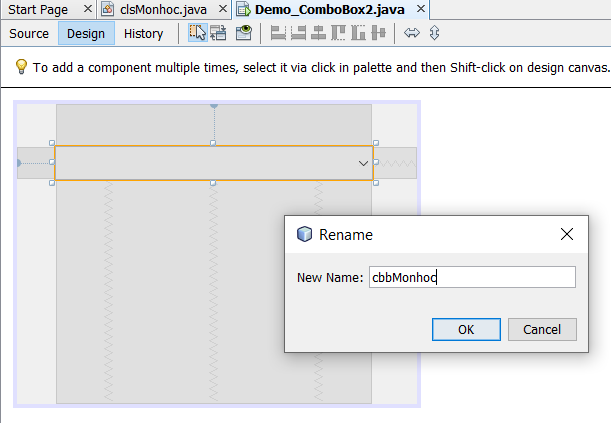 Start Page clsMonhoc.java Demo_ComboBox2.java
Source Design History
To add a component multiple times, select it via click in palette and then Shift-click on design canvas.
Rename
New Name: cbbMonhoc
OK Cancel